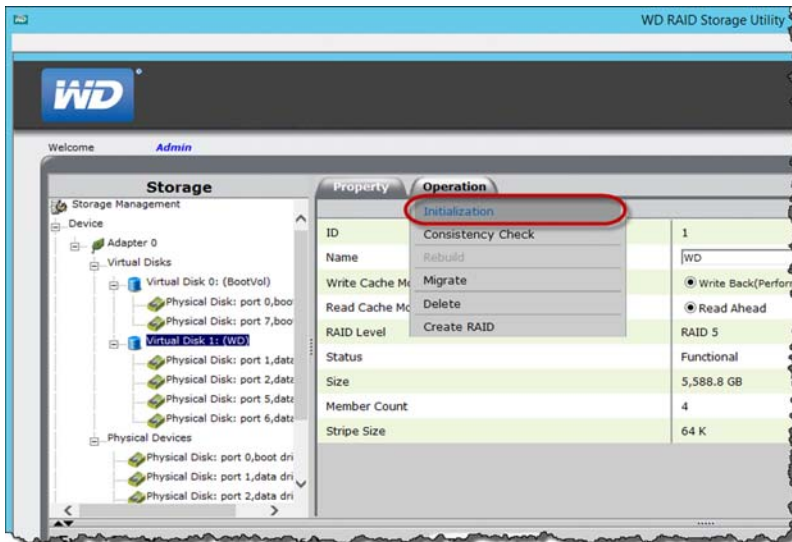 WD RAID Storage Utility
WD
Welcome Admin
Storage
Storage Management
Device
Adapter 0
Virtual Disks
Virtual Disk 0: (BootVol)
Physical Disk: port 0,boo
Physical Disk: port 7,boo
Virtual Disk 1: (WD)
Physical Disk: port 1,data
Physical Disk: port 2,data
Physical Disk: port 5,data
Physical Disk: port 6,data
Physical Devices
Physical Disk: port 0,boot dri
Physical Disk: port 1,data dri
Physical Disk: port 2,data dri
Property Operation
Initialization
Consistency Check
Rebuild
Migrate
Delete
Create RAID
ID 1
Name WD
Write Cache Mo Write Back(Perform
Read Cache Mo Read Ahead
RAID Level RAID 5
Status Functional
Size 5,588.8 GB
Member Count 4
Stripe Size 64 K